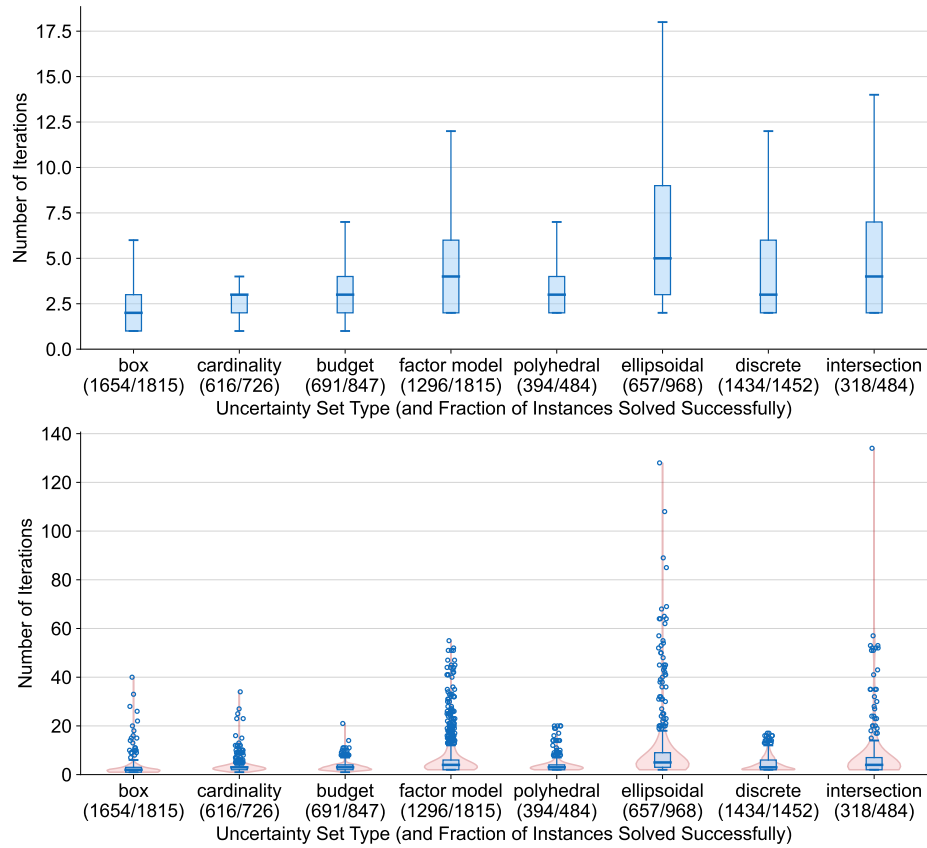 17.5
15.0
12.5
10.0
7.5
5.0
2.5
0.0
Number of Iterations
box cardinality budget factor model polyhedral ellipsoidal discrete intersection
(1654/1815) (616/726) (691/847) (1296/1815) (394/484) (657/968) (1434/1452) (318/484)
Uncertainty Set Type (and Fraction of Instances Solved Successfully)
140
120
100
80
60
40
20
0
Number of Iterations
box cardinality budget factor model polyhedral ellipsoidal discrete intersection
(1654/1815) (616/726) (691/847) (1296/1815) (394/484) (657/968) (1434/1452) (318/484)
Uncertainty Set Type (and Fraction of Instances Solved Successfully)